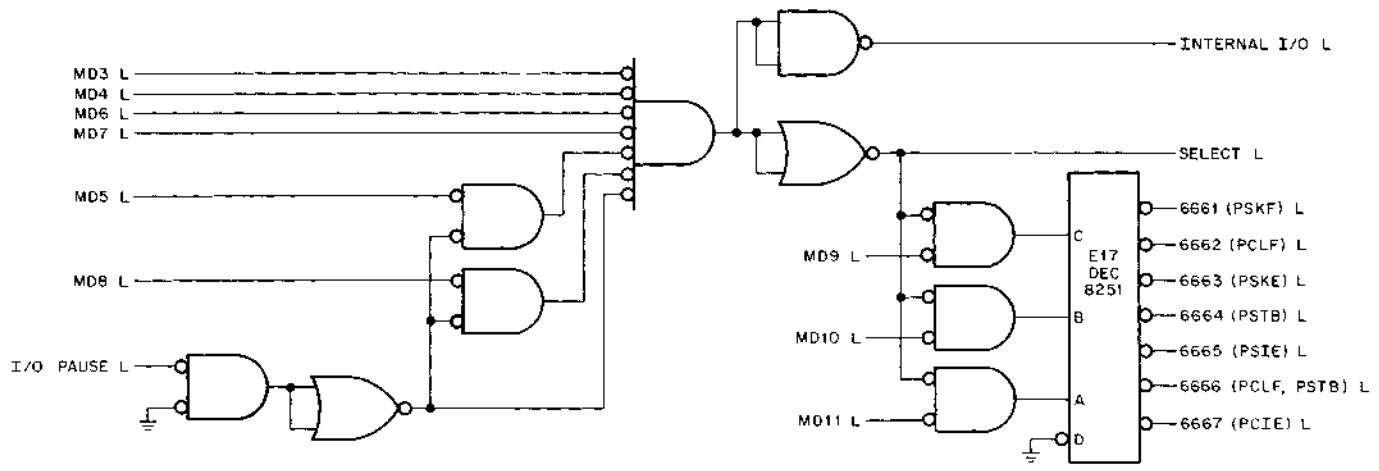 INTERNAL I/O L
MD3 L
MD4 L
MD6 L
MD7 L
SELECT L
MD5 L
6661 (PSKF) L
C
6662 (PCLF) L
MD9 L
E17
DEC
8251
6663 (PSKE) L
MD8 L
6664 (PSTB) L
B
MD10 L
6665 (PSIE) L
I/O PAUSE L
6666 (PCLF, PSTB) L
A
MD11 L
6667 (PCIE) L
D